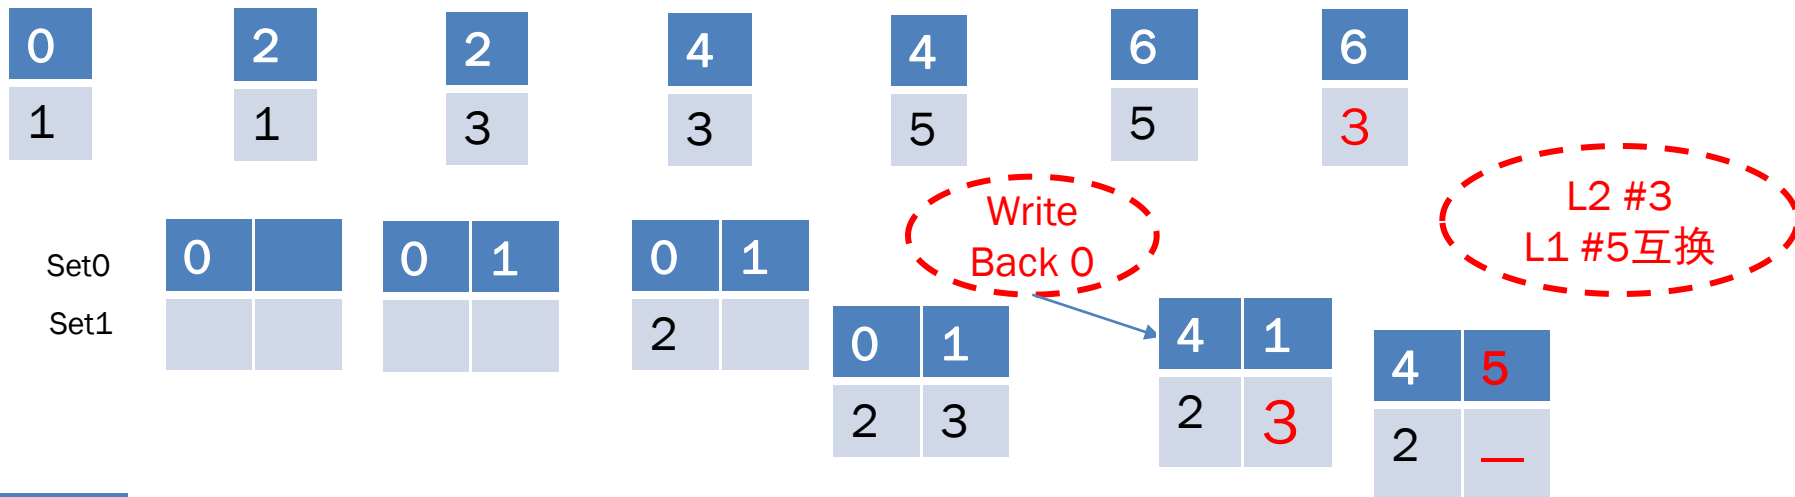 0 2 2 4 4 6 6
1 1 3 3 5 5 3
Write
Back 0
L2 #3
L1 #5互换
Set0 0 0 1 0 1
Set1 2
0 1
2 3
4 1
2 3
4 5
2 _